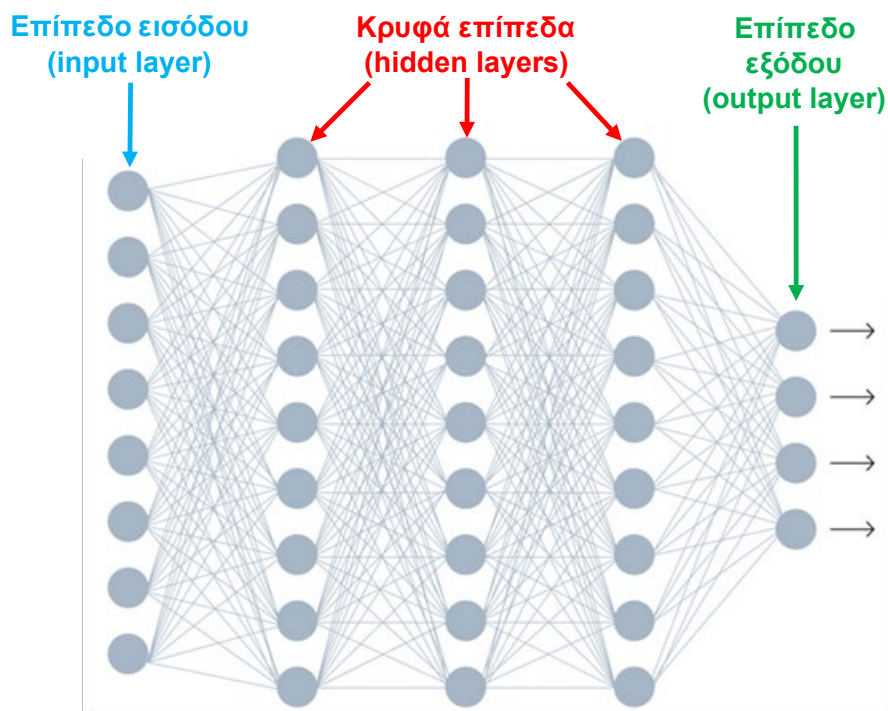 Επίπεδο εισόδου
(input layer)
Κρυφά επίπεδα
(hidden layers)
Επίπεδο
εξόδου
(output layer)